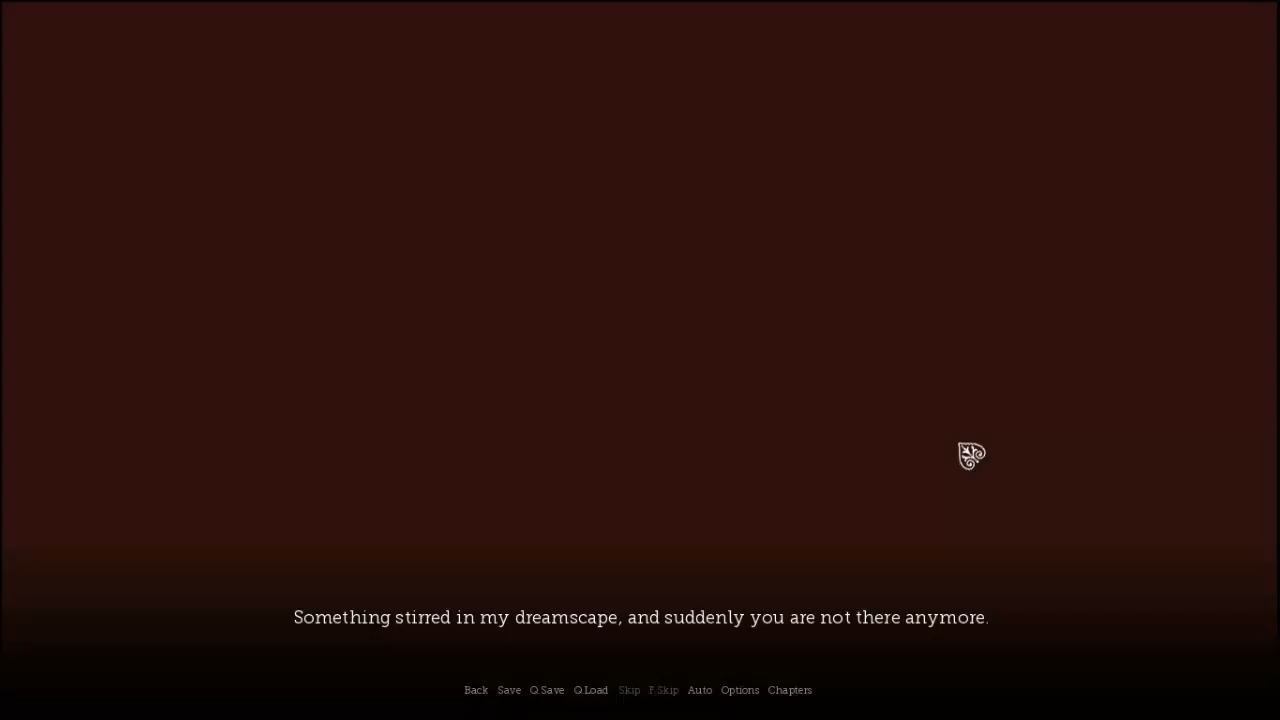 Something stirred in my dreamscape, and suddenly you are not there anymore.
Back Save Q.Save Q.Load Skip F.Skip Auto Options Chapters